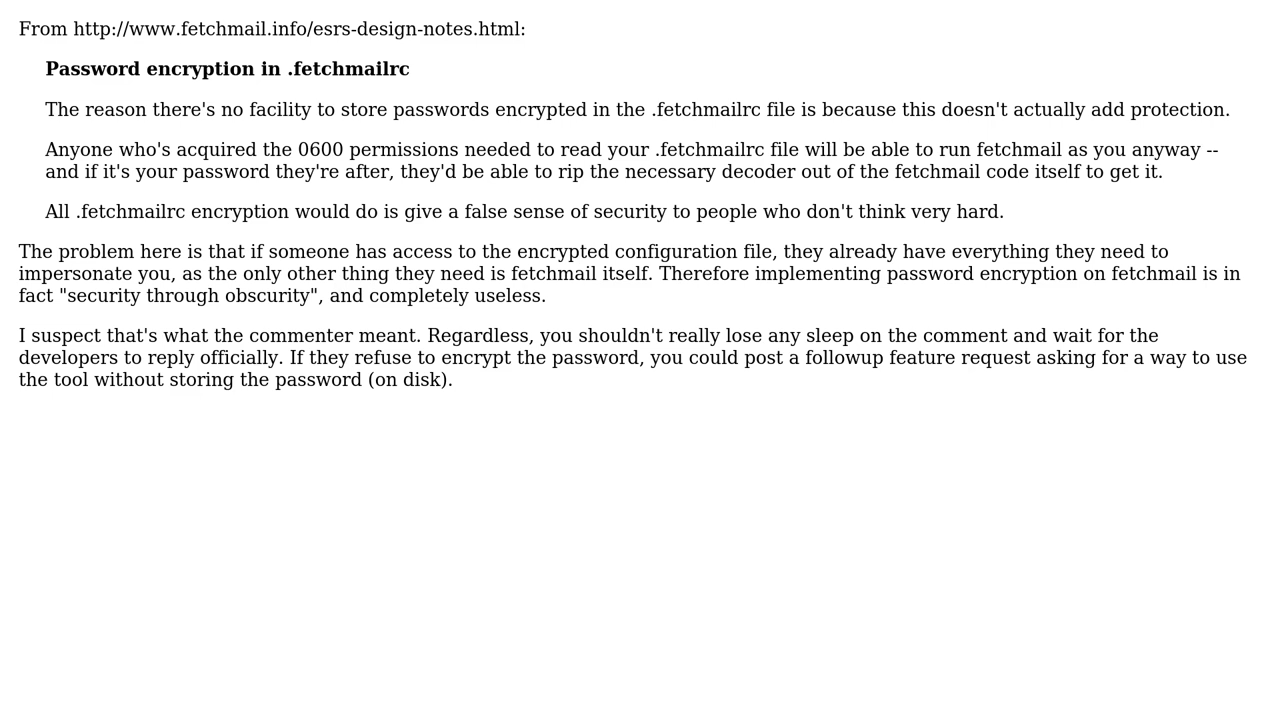 From http://www.fetchmail.info/esrs-design-notes.html:
Password encryption in .fetchmailrc
The reason there's no facility to store passwords encrypted in the .fetchmailrc file is because this doesn't actually add protection.
Anyone who's acquired the 0600 permissions needed to read your .fetchmailrc file will be able to run fetchmail as you anyway --
and if it's your password they're after, they'd be able to rip the necessary decoder out of the fetchmail code itself to get it.
All .fetchmailrc encryption would do is give a false sense of security to people who don't think very hard.
The problem here is that if someone has access to the encrypted configuration file, they already have everything they need to
impersonate you, as the only other thing they need is fetchmail itself. Therefore implementing password encryption on fetchmail is in
fact "security through obscurity", and completely useless.
I suspect that's what the commenter meant. Regardless, you shouldn't really lose any sleep on the comment and wait for the
developers to reply officially. If they refuse to encrypt the password, you could post a followup feature request asking for a way to use
the tool without storing the password (on disk).